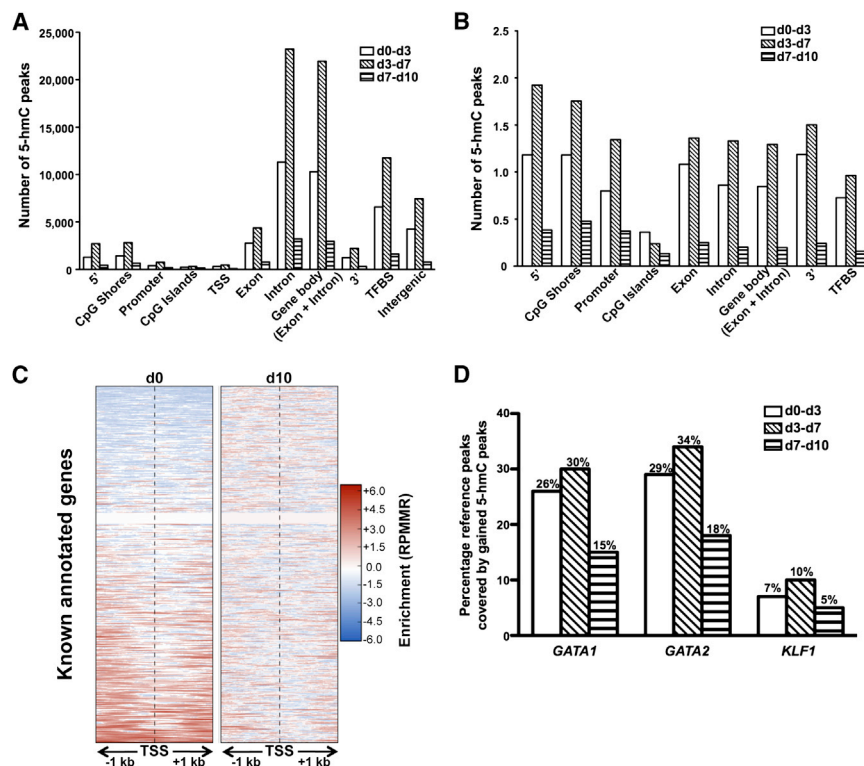 A
25,000
20,000
15,000
10,000
5,000
0
Number of 5-hmC peaks
d0-d3
d3-d7
d7-d10
5'
CpG Shores
Promoter
CpG Islands
TSS
Exon
Intron
Gene body
(Exon + Intron)
3'
TFBS
Intergenic
B
2.5
2.0
1.5
1.0
0.5
0
Number of 5-hmC peaks
d0-d3
d3-d7
d7-d10
5'
CpG Shores
Promoter
CpG Islands
Exon
Intron
Gene body
(Exon + Intron)
3'
TFBS
C
d0
d10
Known annotated genes
+6.0
+4.5
+3.0
+1.5
0.0
-1.5
-3.0
-4.5
-6.0
Enrichment (RPMMR)
TSS
-1 kb
+1 kb
TSS
-1 kb
+1 kb
D
40
30
20
10
0
Percentage reference peaks
covered by gained 5-hmC peaks
d0-d3
d3-d7
d7-d10
26%
30%
15%
29%
34%
18%
7%
10%
5%
GATA1
GATA2
KLF1